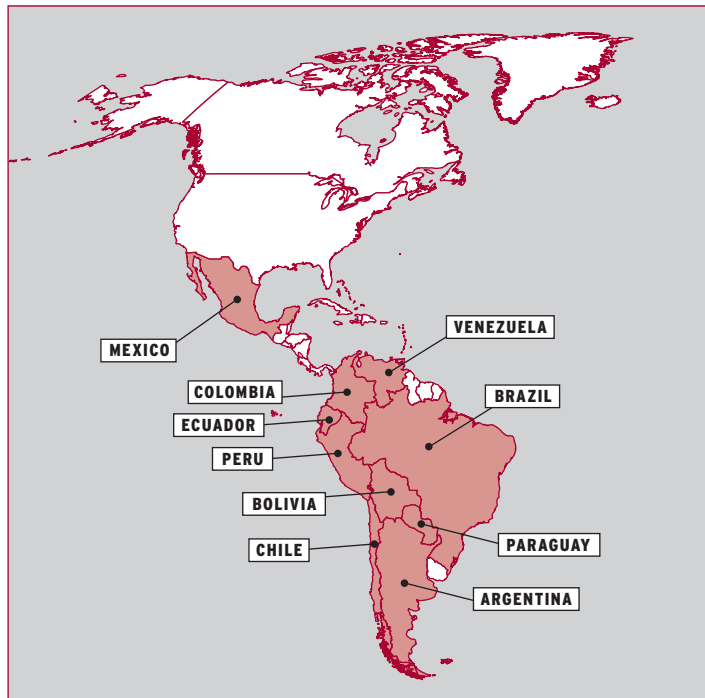 MEXICO
VENEZUELA
COLOMBIA
BRAZIL
ECUADOR
PERU
BOLIVIA
PARAGUAY
CHILE
ARGENTINA